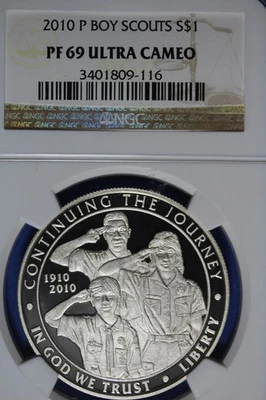 2010 P BOY SCOUTS S$1
PF 69 ULTRA CAMEO
3401809-116
NGC
CONTINUING THE JOURNEY
1910
2010
IN GOD WE TRUST • LIBERTY